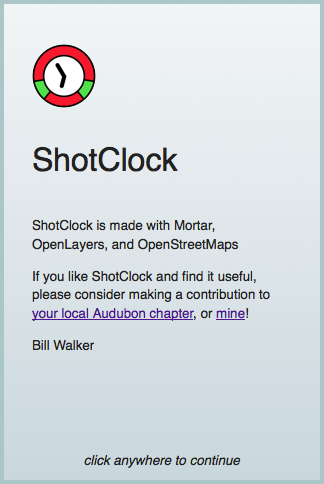 ShotClock
ShotClock is made with Mortar,
OpenLayers, and OpenStreetMaps
If you like ShotClock and find it useful,
please consider making a contribution to
your local Audubon chapter, or mine!
Bill Walker
click anywhere to continue